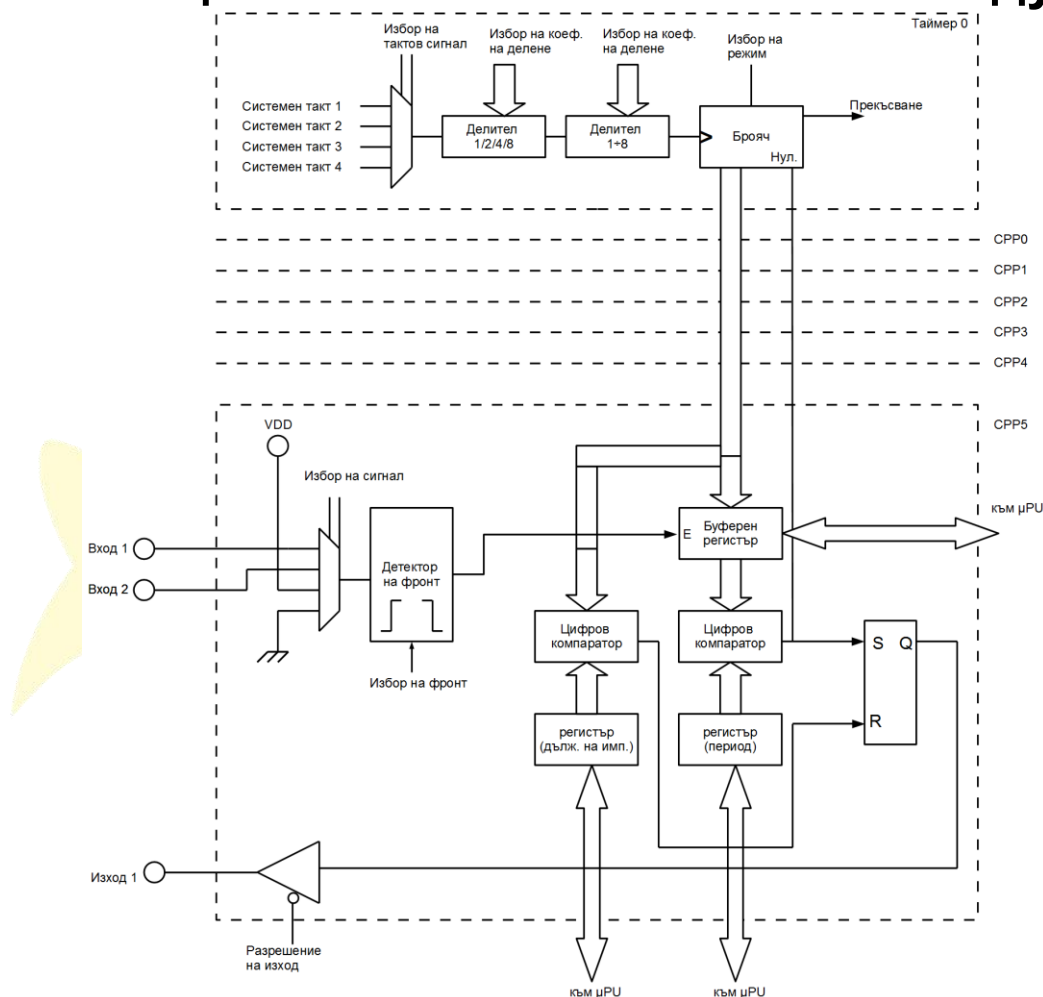 Таймер 0
Избор на
тактов сигнал
Избор на коеф.
на делене
Избор на коеф.
на делене
Избор на
режим
Системен такт 1
Системен такт 2
Системен такт 3
Системен такт 4
Делител
1/2/4/8
Делител
1÷8
Брояч
Нул.
Прекъсване
CPP0
CPP1
CPP2
CPP3
CPP4
CPP5
VDD
Избор на сигнал
Вход 1
Вход 2
Детектор
на фронт
Избор на фронт
E
Буферен
регистър
към µPU
Цифров
компаратор
Цифров
компаратор
S Q
R
регистър
(дълж. на имп.)
регистър
(период)
Изход 1
Разрешение
на изход
към µPU
към µPU